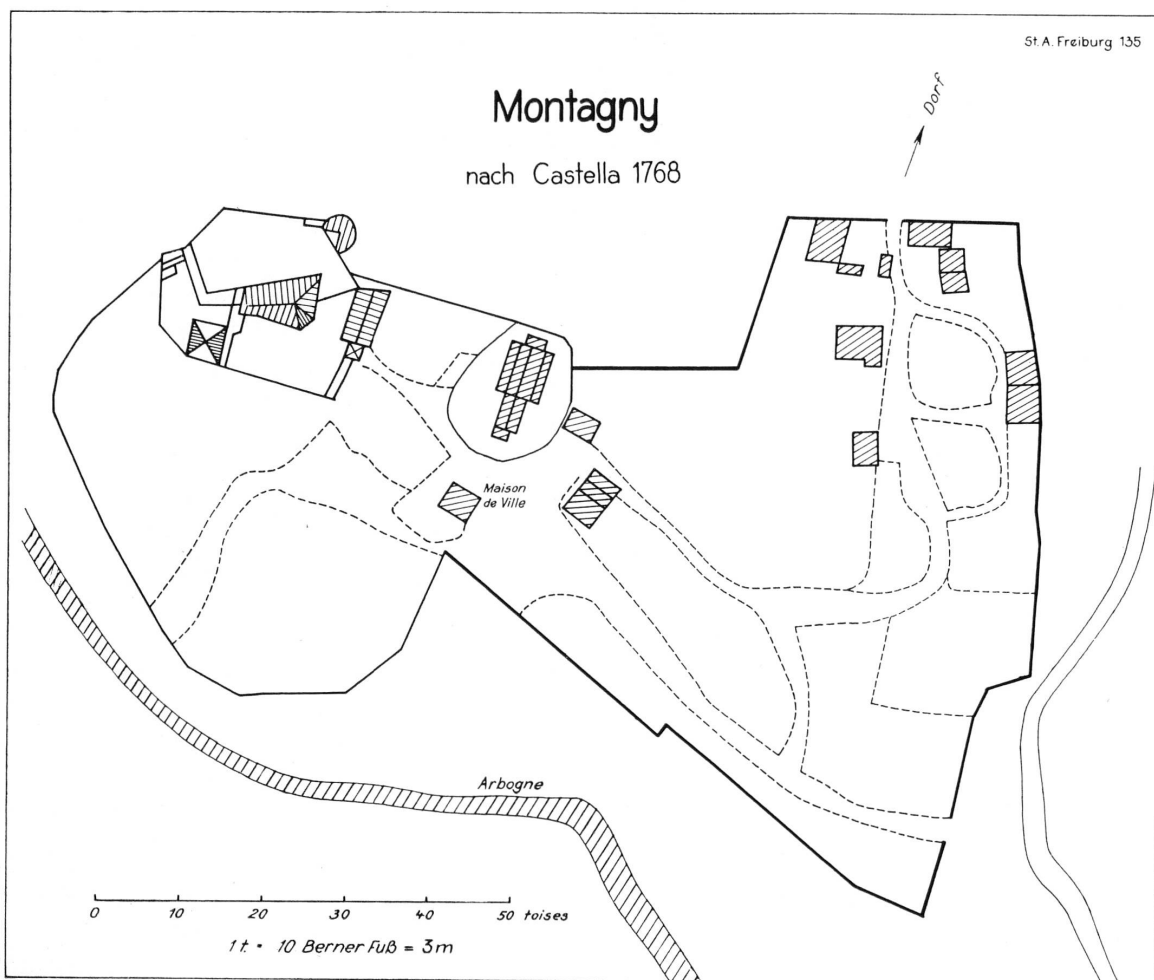 St. A. Freiburg 135
Montagny
nach Castella 1768
Dorf
Maison
de Ville
Arbogne
0 10 20 30 40 50 toises
1 t. = 10 Berner Fuß = 3m